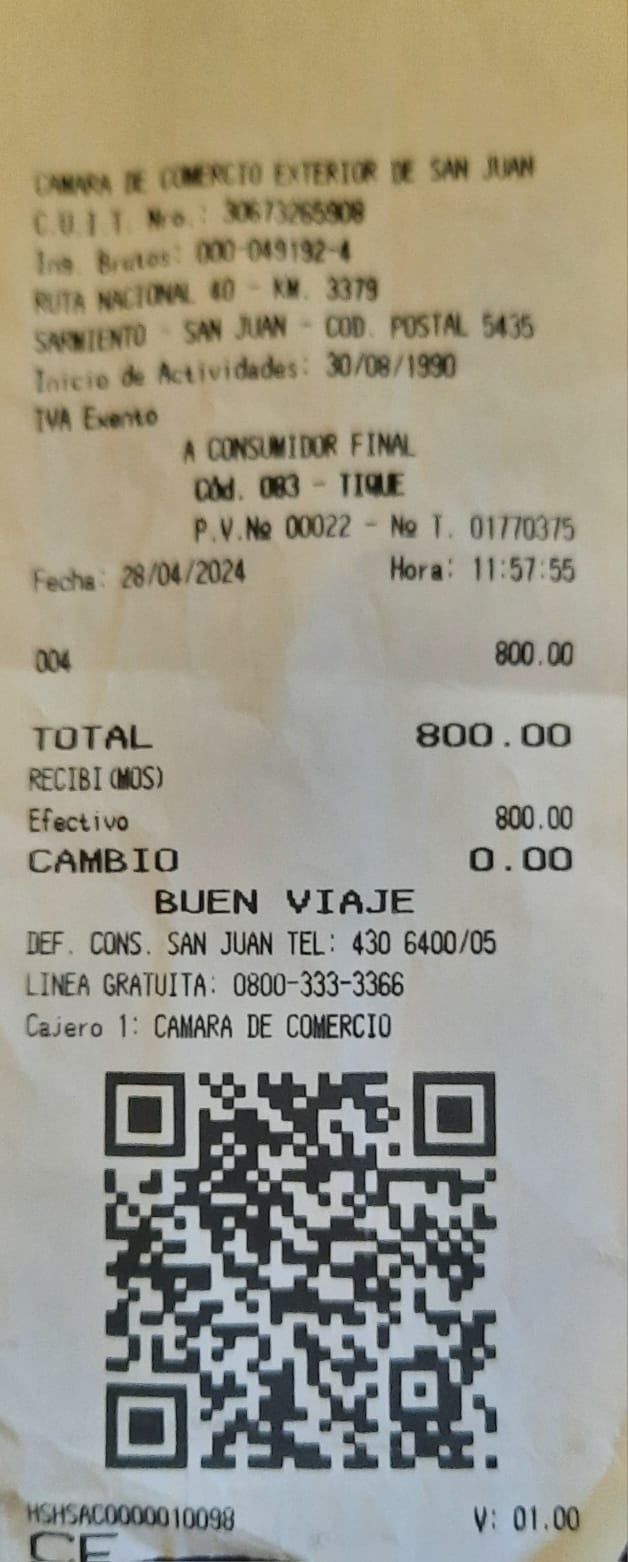 CAMARA DE COMERCIO EXTERIOR DE SAN JUAN
C.U.I.T. Nro.: 30673265908
Ing. Brutos: 000-049192-4
RUTA NACIONAL 40 - KM. 3379
SARMIENTO - SAN JUAN - COD. POSTAL 5435
Inicio de Actividades: 30/08/1990
IVA Exento
A CONSUMIDOR FINAL
Cód. 083 - TIQUE
P.V.Nº 00022 - Nº T. 01770375
Fecha: 28/04/2024 Hora: 11:57:55
004 800.00
TOTAL 800.00
RECIBI(MOS)
Efectivo 800.00
CAMBIO 0.00
BUEN VIAJE
DEF. CONS. SAN JUAN TEL: 430 6400/05
LINEA GRATUITA: 0800-333-3366
Cajero 1: CAMARA DE COMERCIO
HSHSAC0000010098 V: 01.00
CF